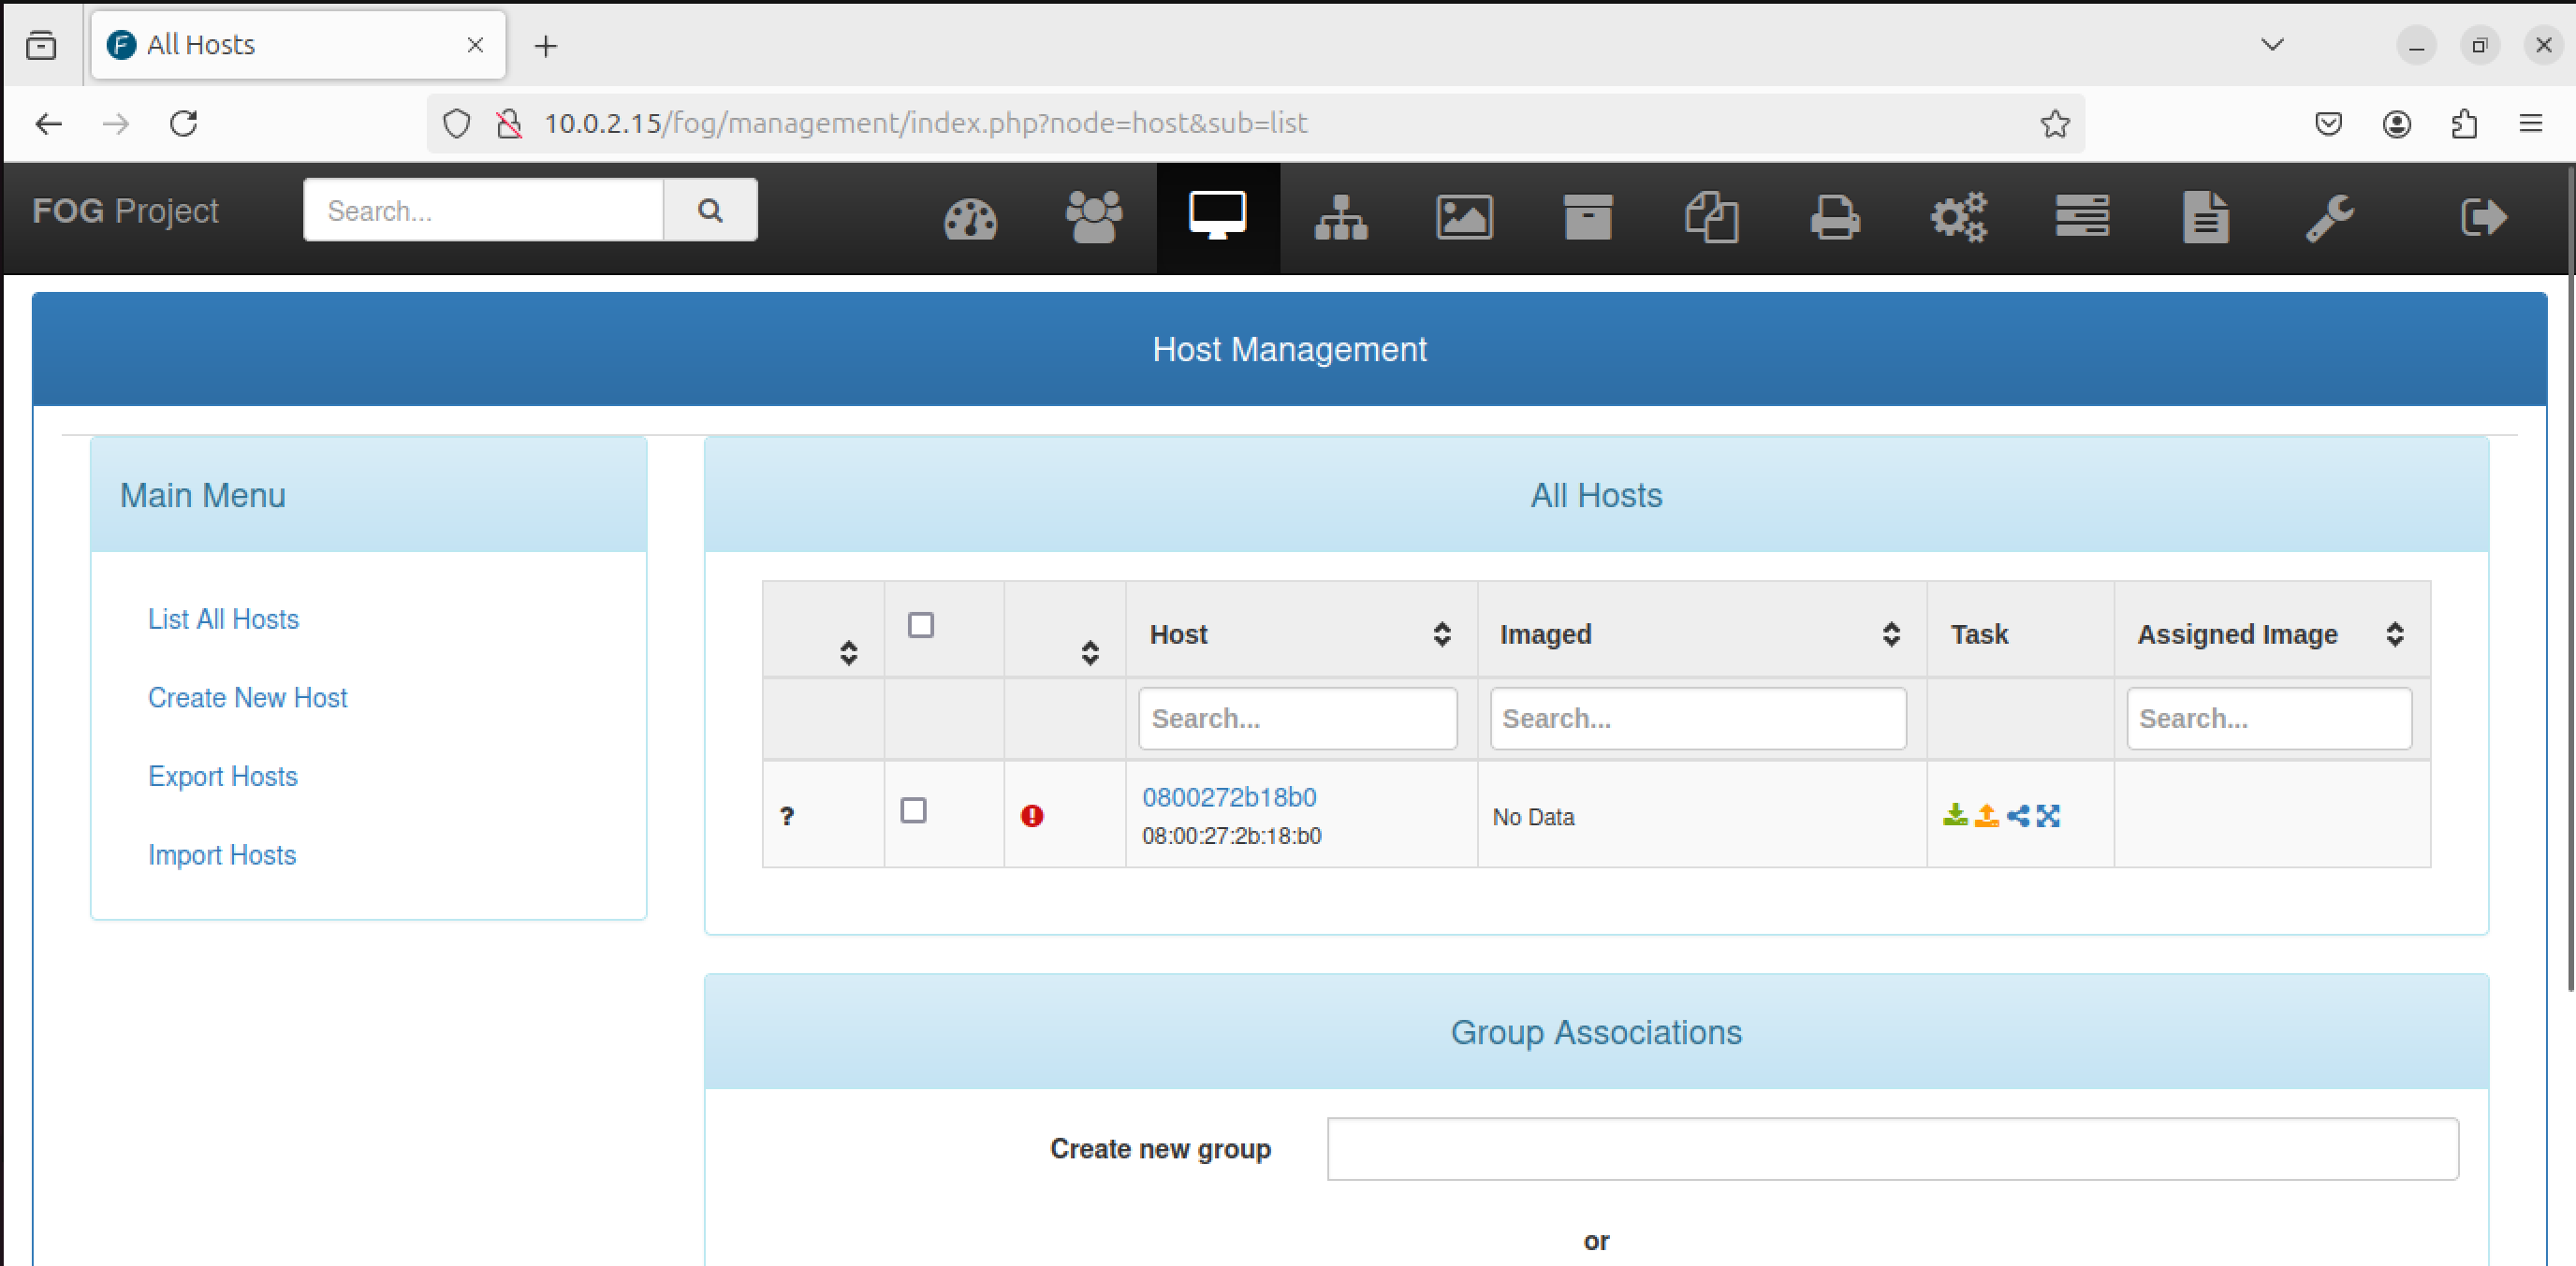 All Hosts
10.0.2.15/fog/management/index.php?node=host&sub=list
FOG Project
Search...
Host Management
Main Menu
List All Hosts
Create New Host
Export Hosts
Import Hosts
All Hosts
Host Imaged Task Assigned Image
Search... Search... Search...
? 0800272b18b0 No Data
08:00:27:2b:18:b0
Group Associations
Create new group
or